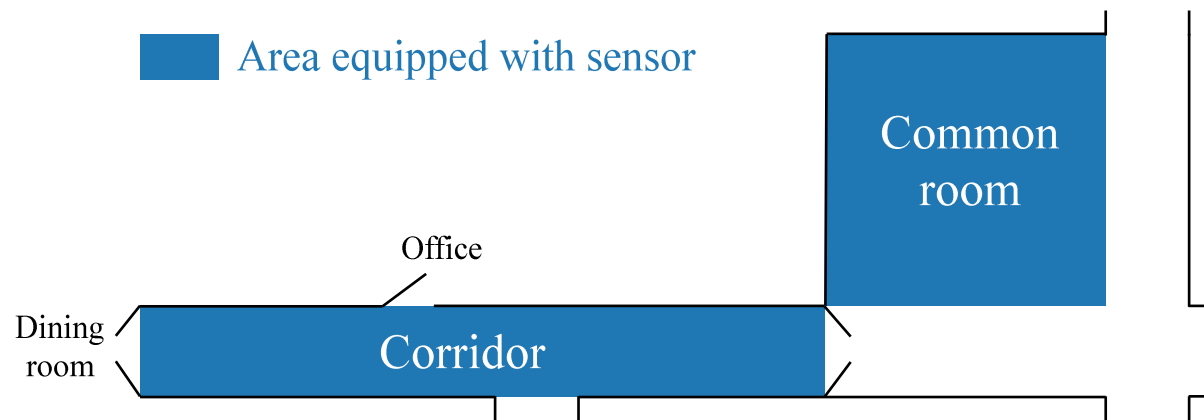 Area equipped with sensor
Common
room
Office
Dining
room
Corridor